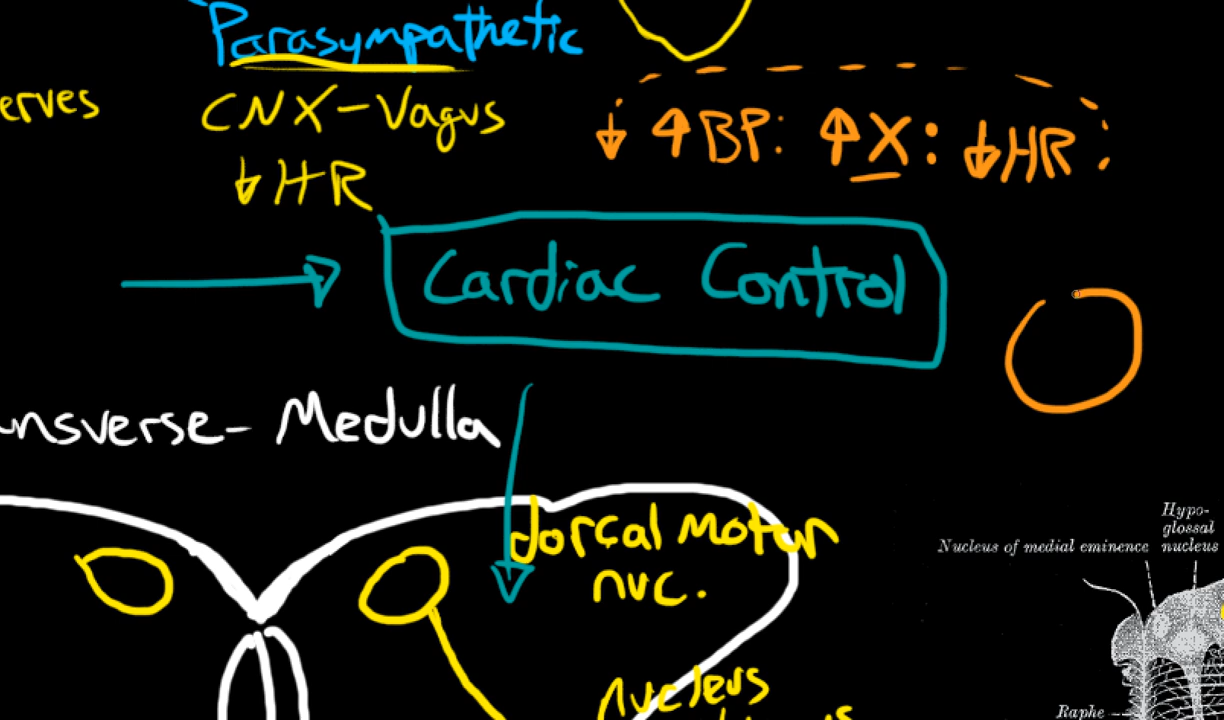 Parasympathetic
erves
CNX-Vagus
↓HR
↓ ↑BP: ↑X: ↓HR
Cardiac Control
nsverse- Medulla
dorcal motor
nuc.
nucleus
Hypo-
glossal
nucleus
Nucleus of medial eminence
Raphe